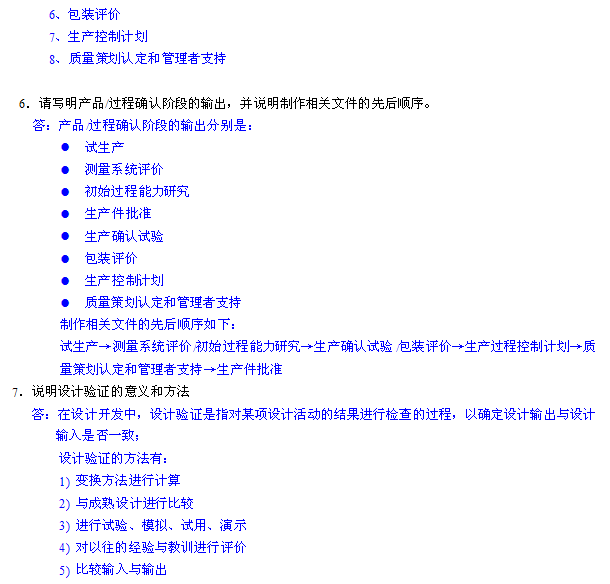 6、包装评价
7、生产控制计划
8、质量策划认定和管理者支持
6．请写明产品/过程确认阶段的输出，并说明制作相关文件的先后顺序。
答：产品/过程确认阶段的输出分别是：
● 试生产
● 测量系统评价
● 初始过程能力研究
● 生产件批准
● 生产确认试验
● 包装评价
● 生产控制计划
● 质量策划认定和管理者支持
制作相关文件的先后顺序如下：
试生产→测量系统评价/初始过程能力研究→生产确认试验/包装评价→生产过程控制计划→质
量策划认定和管理者支持→生产件批准
7．说明设计验证的意义和方法
答：在设计开发中，设计验证是指对某项设计活动的结果进行检查的过程，以确定设计输出与设计
输入是否一致；
设计验证的方法有：
1) 变换方法进行计算
2) 与成熟设计进行比较
3) 进行试验、模拟、试用、演示
4) 对以往的经验与教训进行评价
5) 比较输入与输出